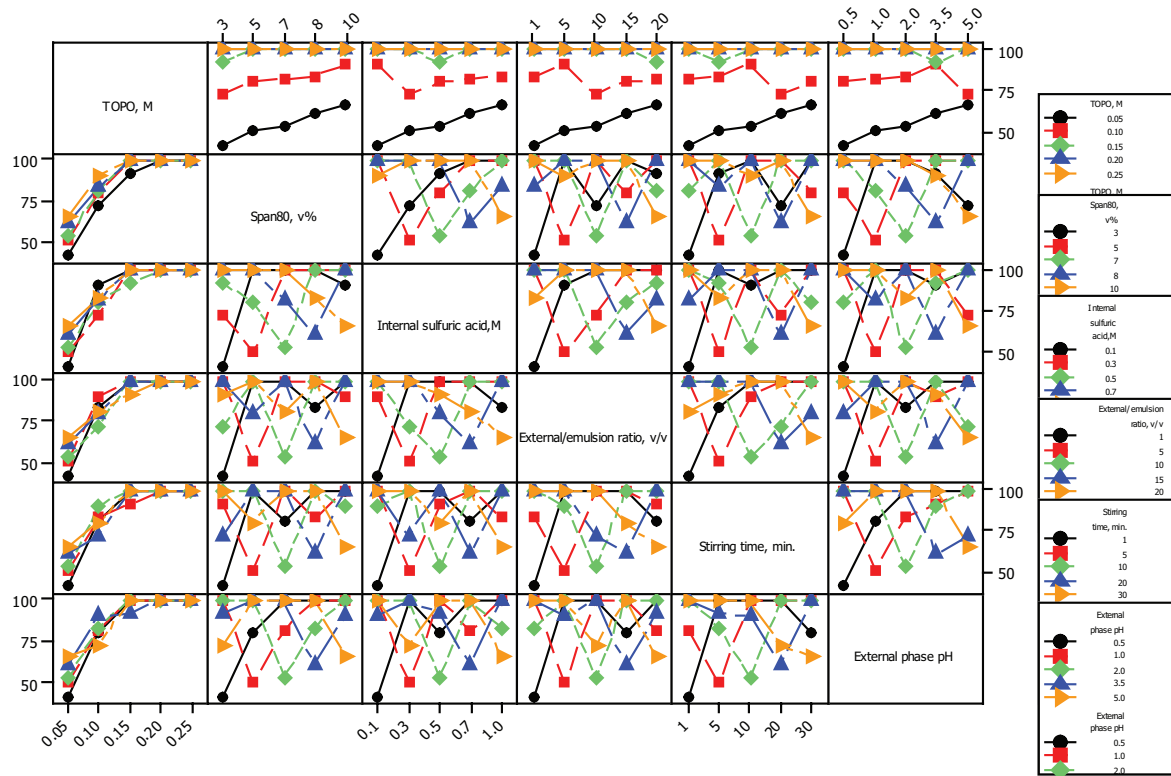 3 5 7 8 10 1 5 10 15 20 0.5 1.0 2.0 3.5 5.0
100
TOPO, M
75
50
100
Span80, v%
75
50
100
Internal sulfuric acid,M
75
50
100
External/emulsion ratio, v/v
75
50
100
Stirring time, min.
75
50
100
External phase pH
75
50
0.05 0.10 0.15 0.20 0.25 0.1 0.3 0.5 0.7 1.0 1 5 10 20 30
TOPO, M
0.05
0.10
0.15
0.20
0.25
TOPO, M
Span80,
v%
3
5
7
8
10
Internal
sulfuric
acid,M
0.1
0.3
0.5
0.7
External/emulsion
ratio, v/v
1
5
10
15
20
Stirring
time, min.
1
5
10
20
30
External
phase pH
0.5
1.0
2.0
3.5
5.0
External
phase pH
0.5
1.0
2.0